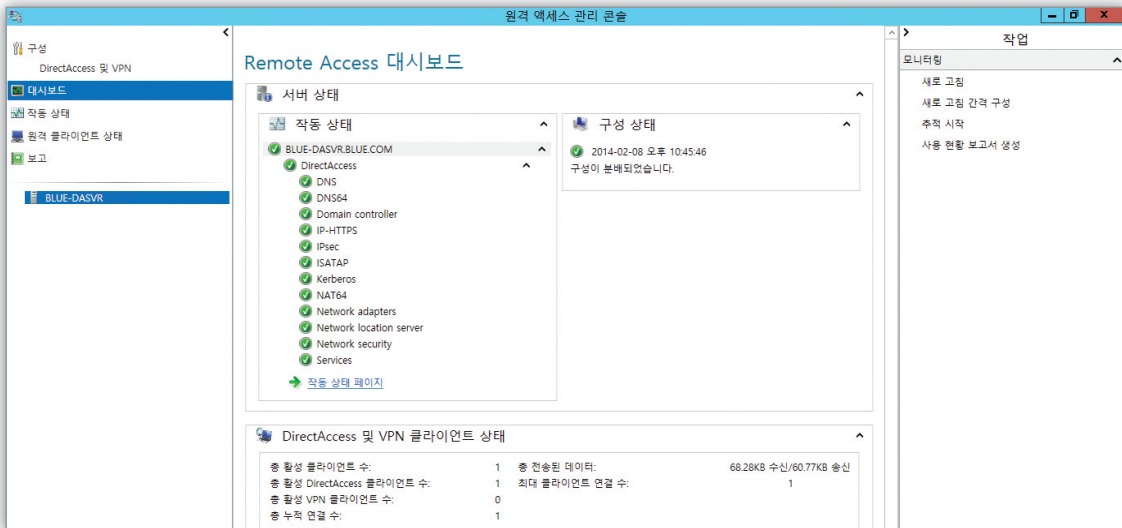 원격 액세스 관리 콘솔
구성
DirectAccess 및 VPN
대시보드
작동 상태
원격 클라이언트 상태
보고
BLUE-DASVR
Remote Access 대시보드
서버 상태
작동 상태
BLUE-DASVR.BLUE.COM
DirectAccess
DNS
DNS64
Domain controller
IP-HTTPS
IPsec
ISATAP
Kerberos
NAT64
Network adapters
Network location server
Network security
Services
작동 상태 페이지
구성 상태
2014-02-08 오후 10:45:46
구성이 분배되었습니다.
DirectAccess 및 VPN 클라이언트 상태
총 활성 클라이언트 수: 1 총 전송된 데이터: 68.28KB 수신/60.77KB 송신
총 활성 DirectAccess 클라이언트 수: 1 최대 클라이언트 연결 수: 1
총 활성 VPN 클라이언트 수: 0
총 누적 연결 수: 1
작업
모니터링
새로 고침
새로 고침 간격 구성
추적 시작
사용 현황 보고서 생성